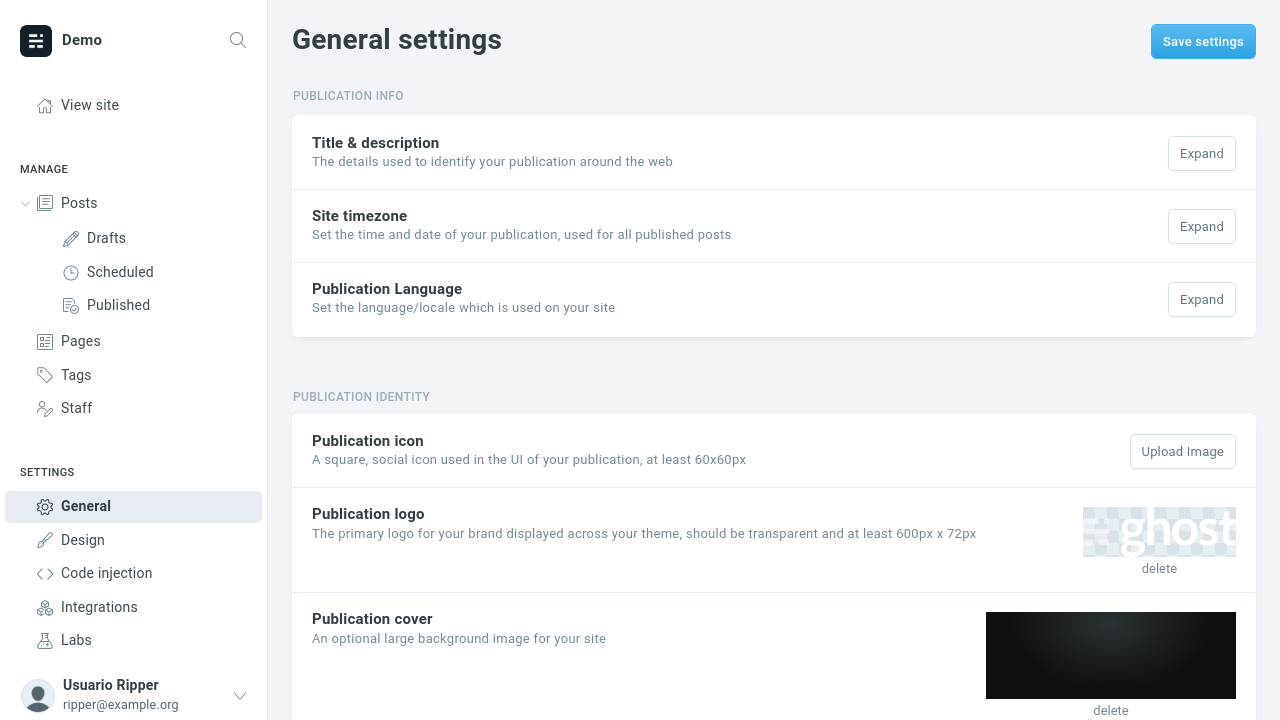 Demo
View site
MANAGE
Posts
Drafts
Scheduled
Published
Pages
Tags
Staff
SETTINGS
General
Design
Code injection
Integrations
Labs
Usuario Ripper
ripper@example.org
General settings
Save settings
PUBLICATION INFO
Title & description
The details used to identify your publication around the web
Expand
Site timezone
Set the time and date of your publication, used for all published posts
Expand
Publication Language
Set the language/locale which is used on your site
Expand
PUBLICATION IDENTITY
Publication icon
A square, social icon used in the UI of your publication, at least 60x60px
Upload Image
Publication logo
The primary logo for your brand displayed across your theme, should be transparent and at least 600px x 72px
ghost
delete
Publication cover
An optional large background image for your site
delete